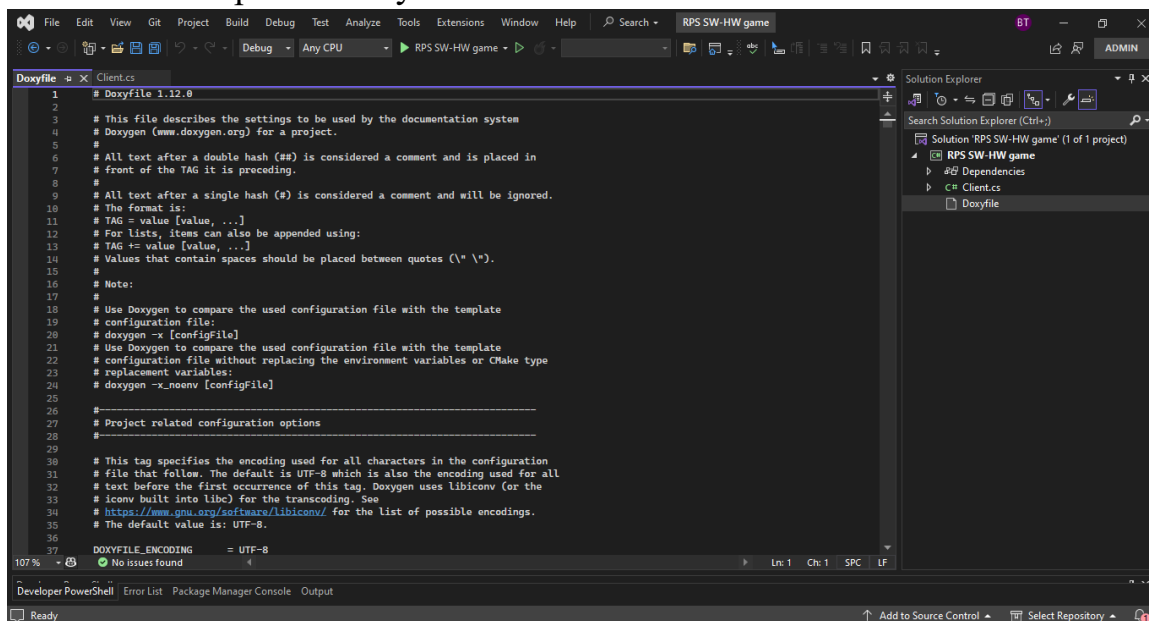 File Edit View Git Project Build Debug Test Analyze Tools Extensions Window Help Search RPS SW-HW game BT
Debug Any CPU RPS SW-HW game ADMIN
Doxyfile Client.cs
1 # Doxyfile 1.12.0
2
3 # This file describes the settings to be used by the documentation system
4 # Doxygen (www.doxygen.org) for a project.
5 #
6 # All text after a double hash (##) is considered a comment and is placed in
7 # front of the TAG it is preceding.
8 #
9 # All text after a single hash (#) is considered a comment and will be ignored.
10 # The format is:
11 # TAG = value [value, ...]
12 # For lists, items can also be appended using:
13 # TAG += value [value, ...]
14 # Values that contain spaces should be placed between quotes (\" \").
15 #
16 # Note:
17 #
18 # Use Doxygen to compare the used configuration file with the template
19 # configuration file:
20 # doxygen -x [configFile]
21 # Use Doxygen to compare the used configuration file with the template
22 # configuration file without replacing the environment variables or CMake type
23 # replacement variables:
24 # doxygen -x_noenv [configFile]
25
26 #---------------------------------------------------------------------------
27 # Project related configuration options
28 #---------------------------------------------------------------------------
29
30 # This tag specifies the encoding used for all characters in the configuration
31 # file that follow. The default is UTF-8 which is also the encoding used for all
32 # text before the first occurrence of this tag. Doxygen uses libiconv (or the
33 # iconv built into libc) for the transcoding. See
34 # https://www.gnu.org/software/libiconv/ for the list of possible encodings.
35 # The default value is: UTF-8.
36
37 DOXYFILE_ENCODING = UTF-8
107 % No issues found Ln: 1 Ch: 1 SPC LF
Solution Explorer
Search Solution Explorer (Ctrl+;)
Solution 'RPS SW-HW game' (1 of 1 project)
C# RPS SW-HW game
Dependencies
C# Client.cs
Doxyfile
Developer PowerShell Error List Package Manager Console Output
Ready Add to Source Control Select Repository 1